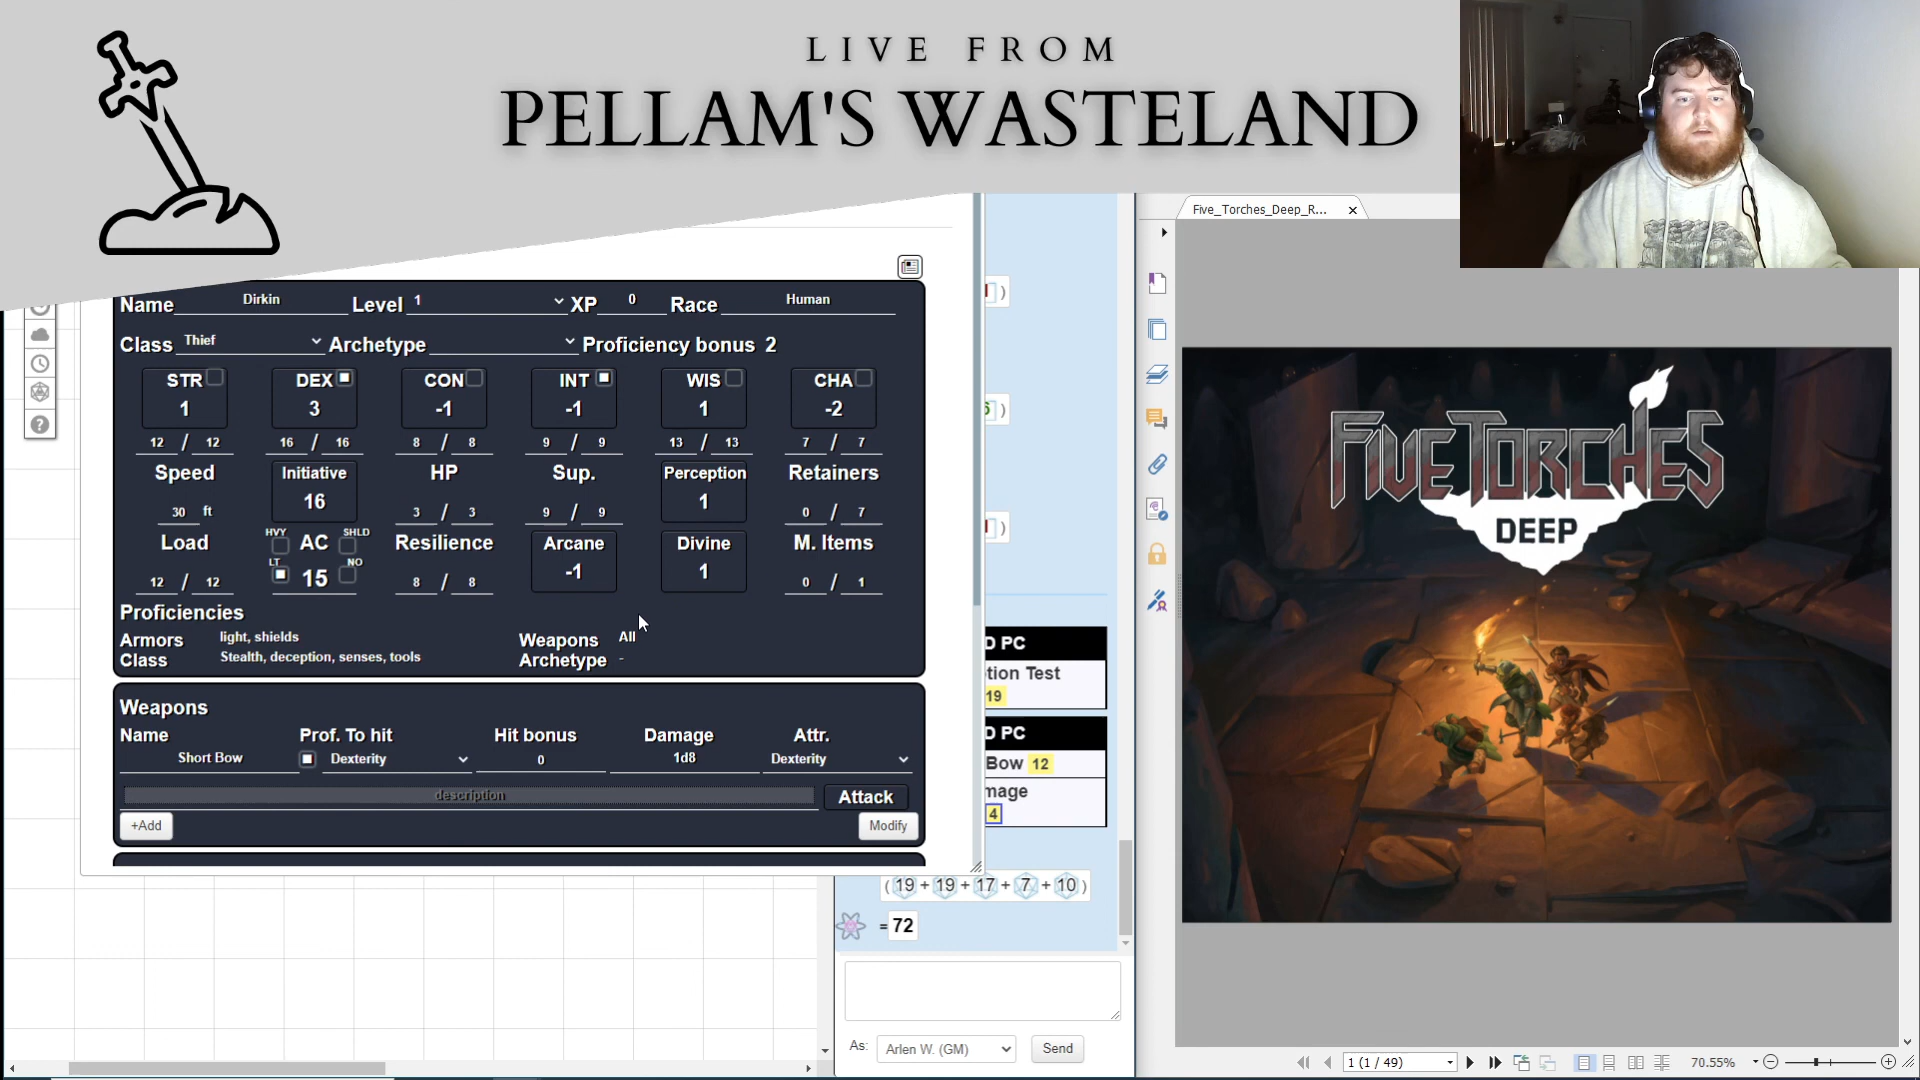 LIVE FROM
PELLAM'S WASTELAND
Five_Torches_Deep_R...
Name Dirkin Level 1 XP 0 Race Human
Class Thief Archetype Proficiency bonus 2
STR DEX CON INT WIS CHA
1 3 -1 -1 1 -2
12 / 12 16 / 16 8 / 8 9 / 9 13 / 13 7 / 7
Speed Initiative HP Sup. Perception Retainers
30 ft 16 3 / 3 9 / 9 1 0 / 7
Load HVY AC SHLD Resilience Arcane Divine M. Items
12 / 12 LT 15 NO 8 / 8 -1 1 0 / 1
Proficiencies
Armors light, shields Weapons All
Class Stealth, deception, senses, tools Archetype -
Weapons
Name Prof. To hit Hit bonus Damage Attr.
Short Bow Dexterity 0 1d8 Dexterity
description Attack
+Add Modify
D PC
tion Test
19
D PC
Bow 12
mage
4
(19+19+17+7+10)
=72
As: Arlen W. (GM) Send
FIVE TORCHES
DEEP
1 (1 / 49) 70.55%